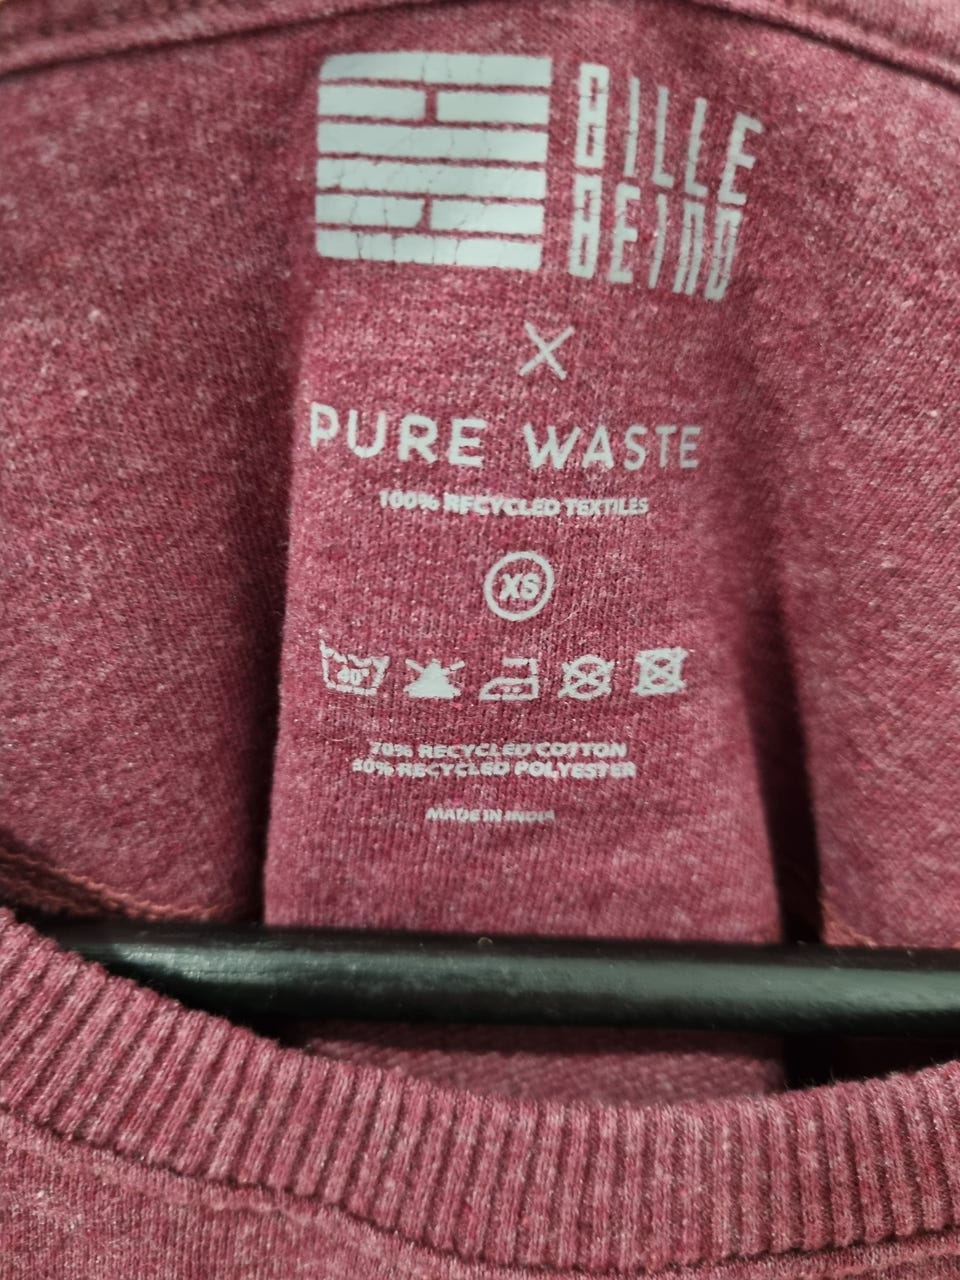 BILLE
BEINO
X
PURE WASTE
100% RECYCLED TEXTILES
XS
40°
70% RECYCLED COTTON
30% RECYCLED POLYESTER
MADE IN INDIA